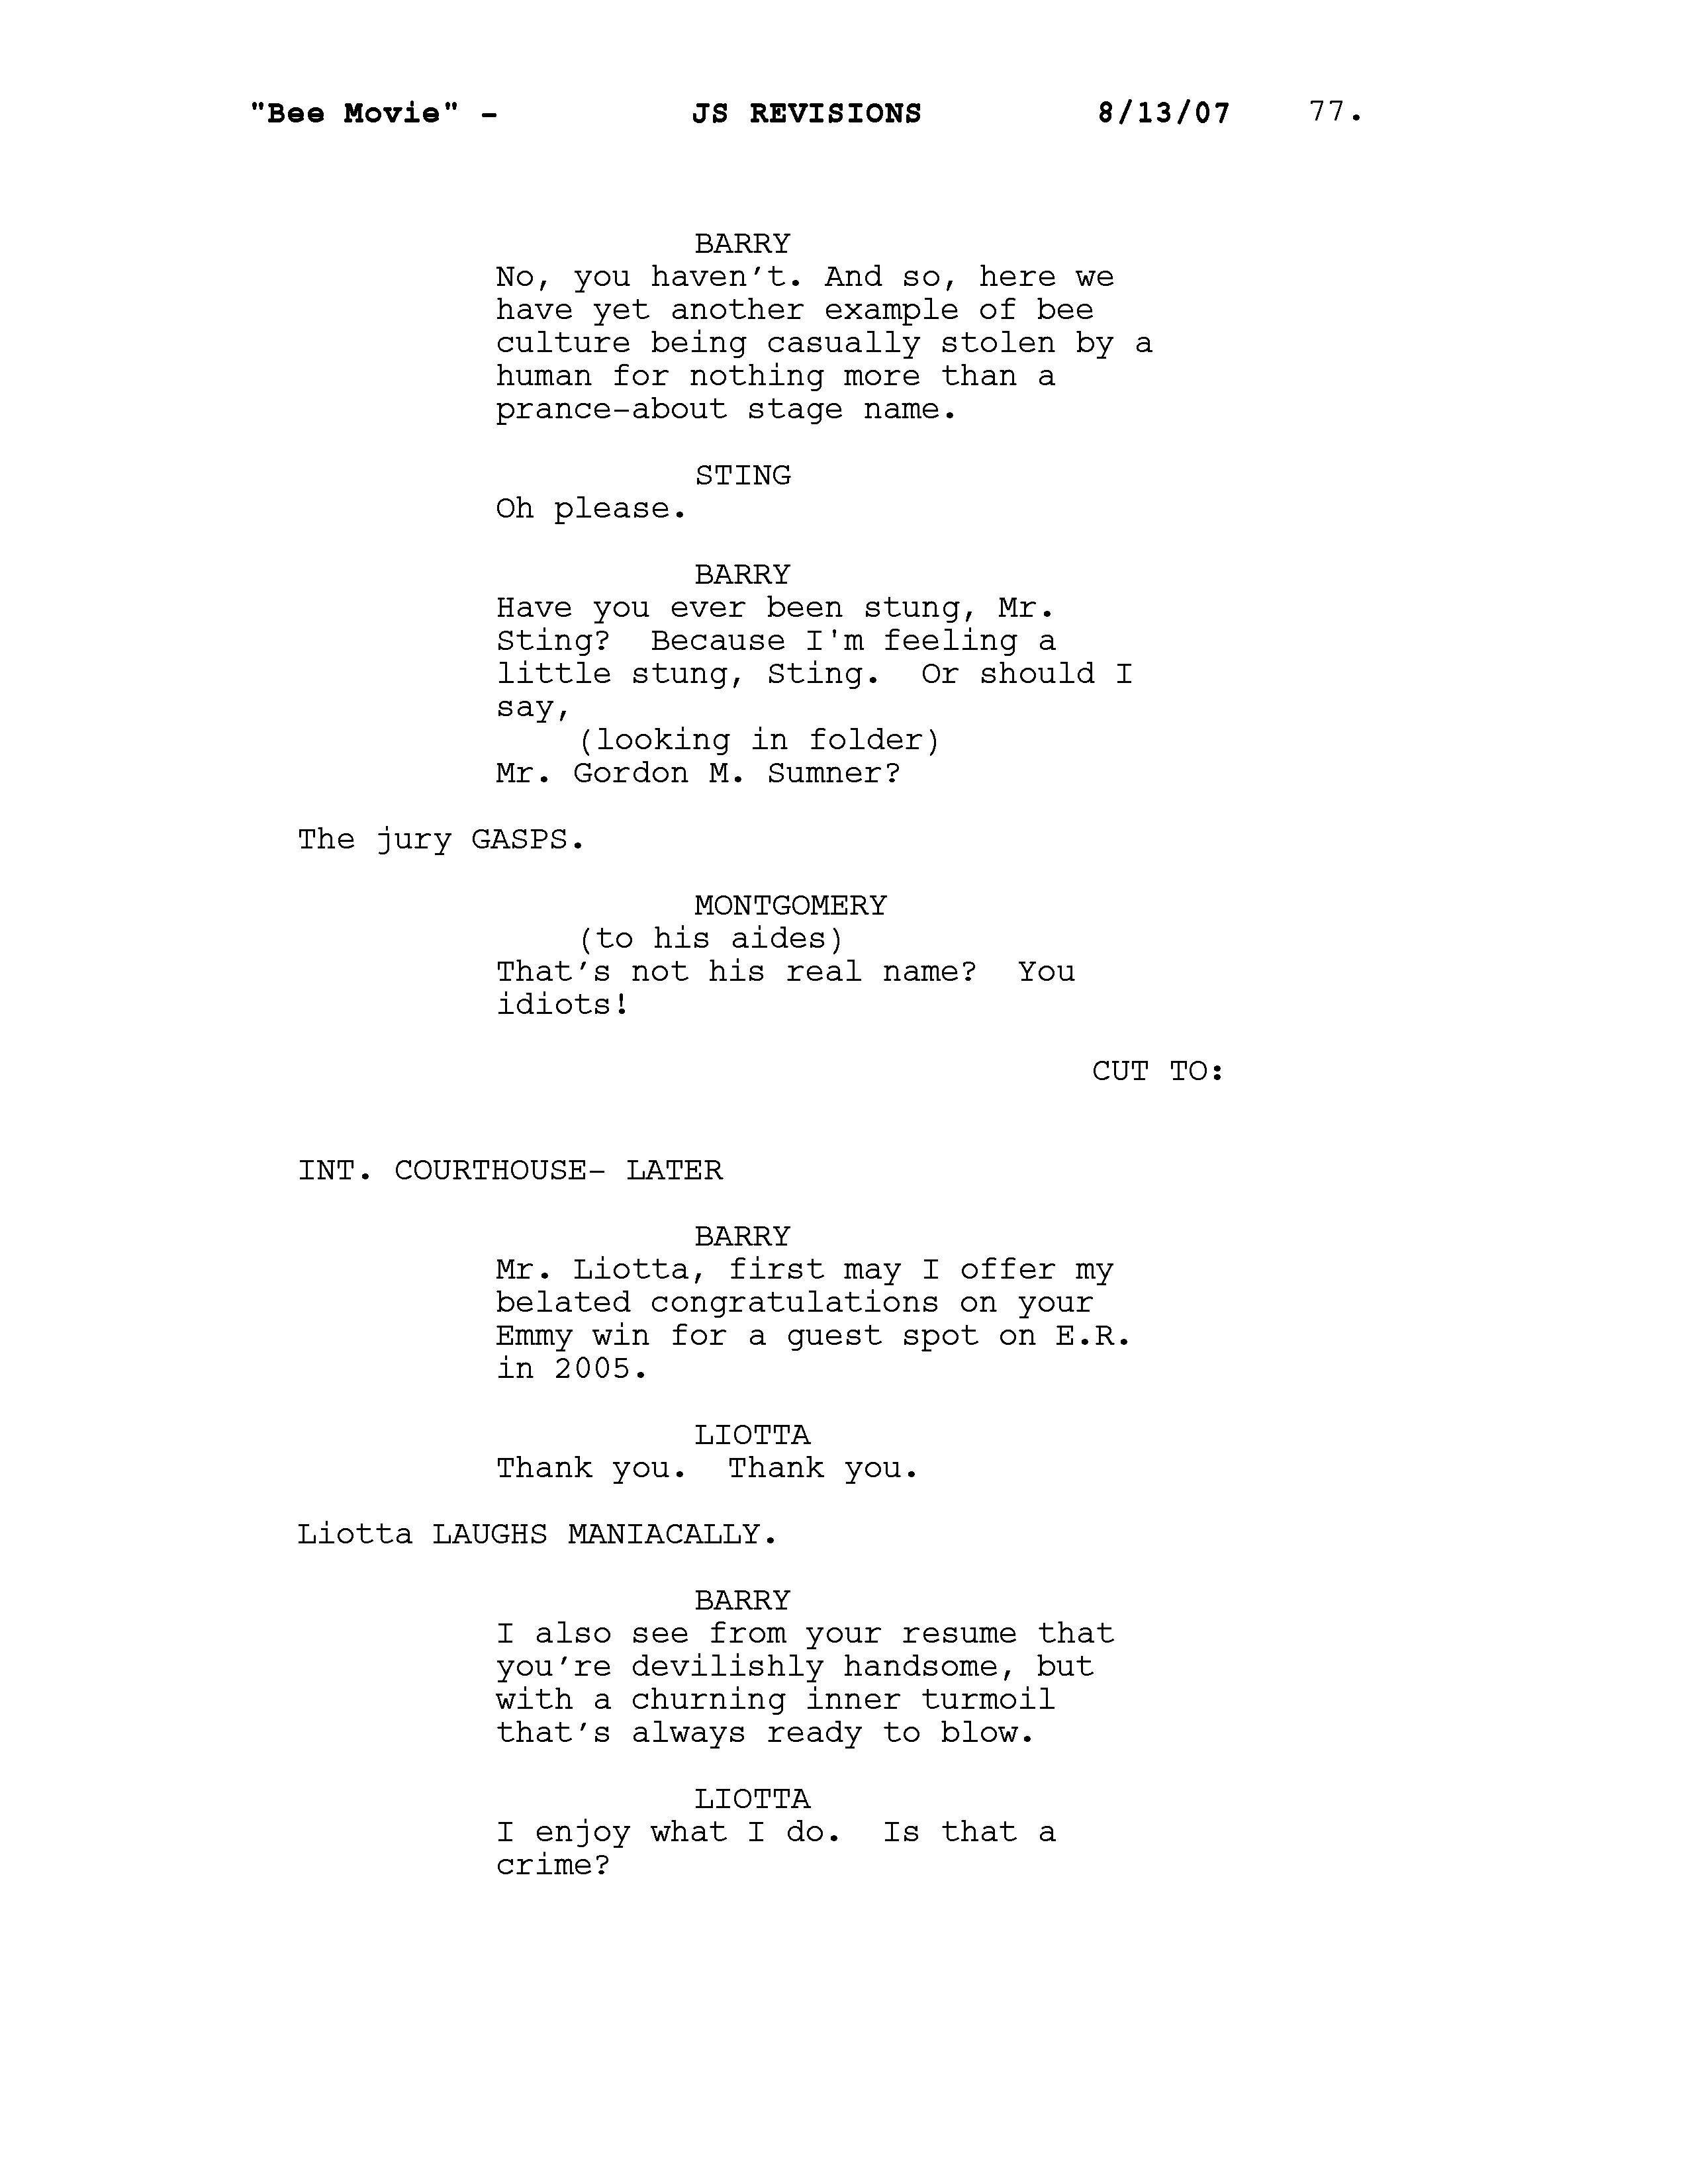 "Bee Movie" - JS REVISIONS 8/13/07 77.
BARRY
No, you haven't. And so, here we
have yet another example of bee
culture being casually stolen by a
human for nothing more than a
prance-about stage name.
STING
Oh please.
BARRY
Have you ever been stung, Mr.
Sting?  Because I'm feeling a
little stung, Sting.  Or should I
say,
(looking in folder)
Mr. Gordon M. Sumner?
The jury GASPS.
MONTGOMERY
(to his aides)
That's not his real name?  You
idiots!
CUT TO:
INT. COURTHOUSE- LATER
BARRY
Mr. Liotta, first may I offer my
belated congratulations on your
Emmy win for a guest spot on E.R.
in 2005.
LIOTTA
Thank you.  Thank you.
Liotta LAUGHS MANIACALLY.
BARRY
I also see from your resume that
you're devilishly handsome, but
with a churning inner turmoil
that's always ready to blow.
LIOTTA
I enjoy what I do.  Is that a
crime?